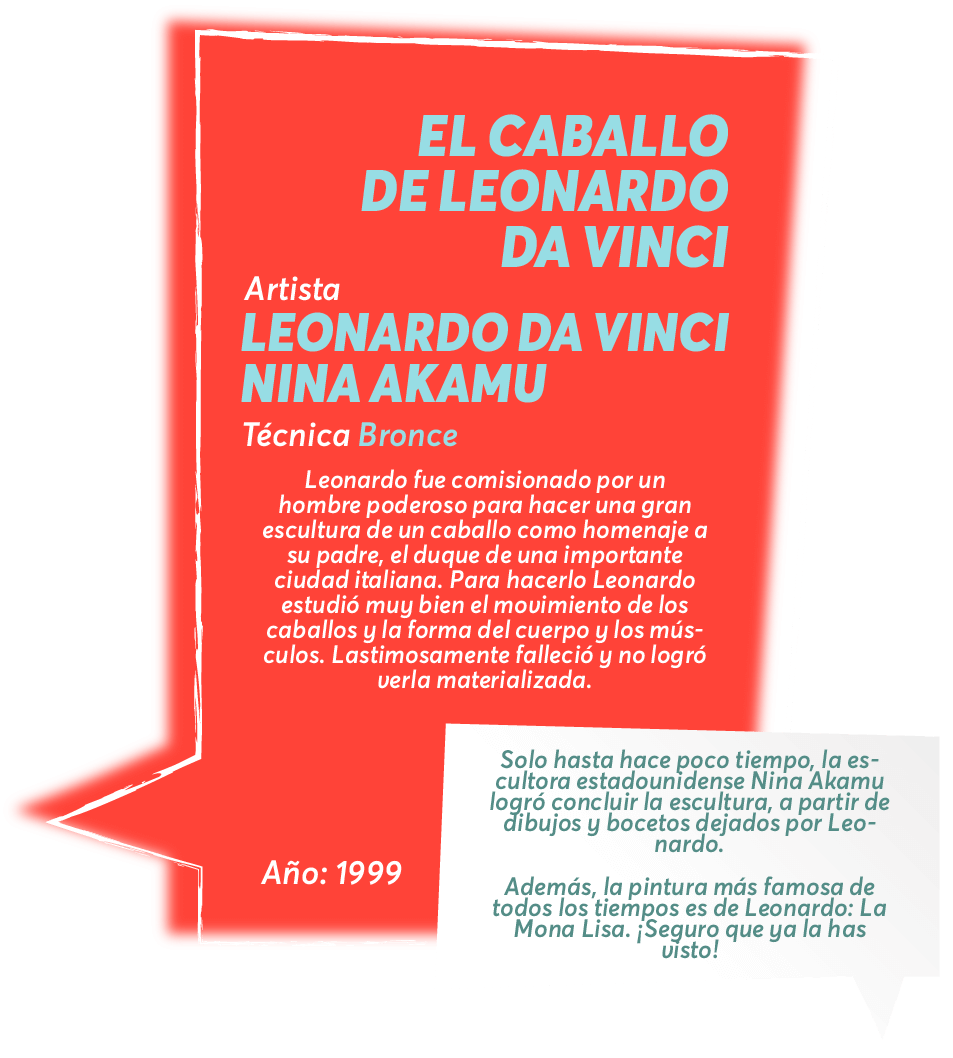 EL CABALLO
DE LEONARDO
DA VINCI
Artista
LEONARDO DA VINCI
NINA AKAMU
Técnica Bronce
Leonardo fue comisionado por un
hombre poderoso para hacer una gran
escultura de un caballo como homenaje a
su padre, el duque de una importante
ciudad italiana. Para hacerlo Leonardo
estudió muy bien el movimiento de los
caballos y la forma del cuerpo y los mús-
culos. Lastimosamente falleció y no logró
verla materializada.
Año: 1999
Solo hasta hace poco tiempo, la es-
cultora estadounidense Nina Akamu
logró concluir la escultura, a partir de
dibujos y bocetos dejados por Leo-
nardo.
Además, la pintura más famosa de
todos los tiempos es de Leonardo: La
Mona Lisa. ¡Seguro que ya la has
visto!